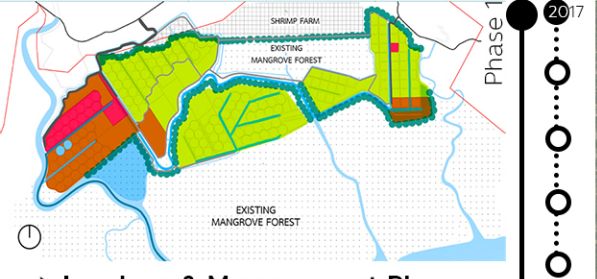 SHRIMP FARM
EXISTING
MANGROVE FOREST
EXISTING
MANGROVE FOREST
Phase 1
2017